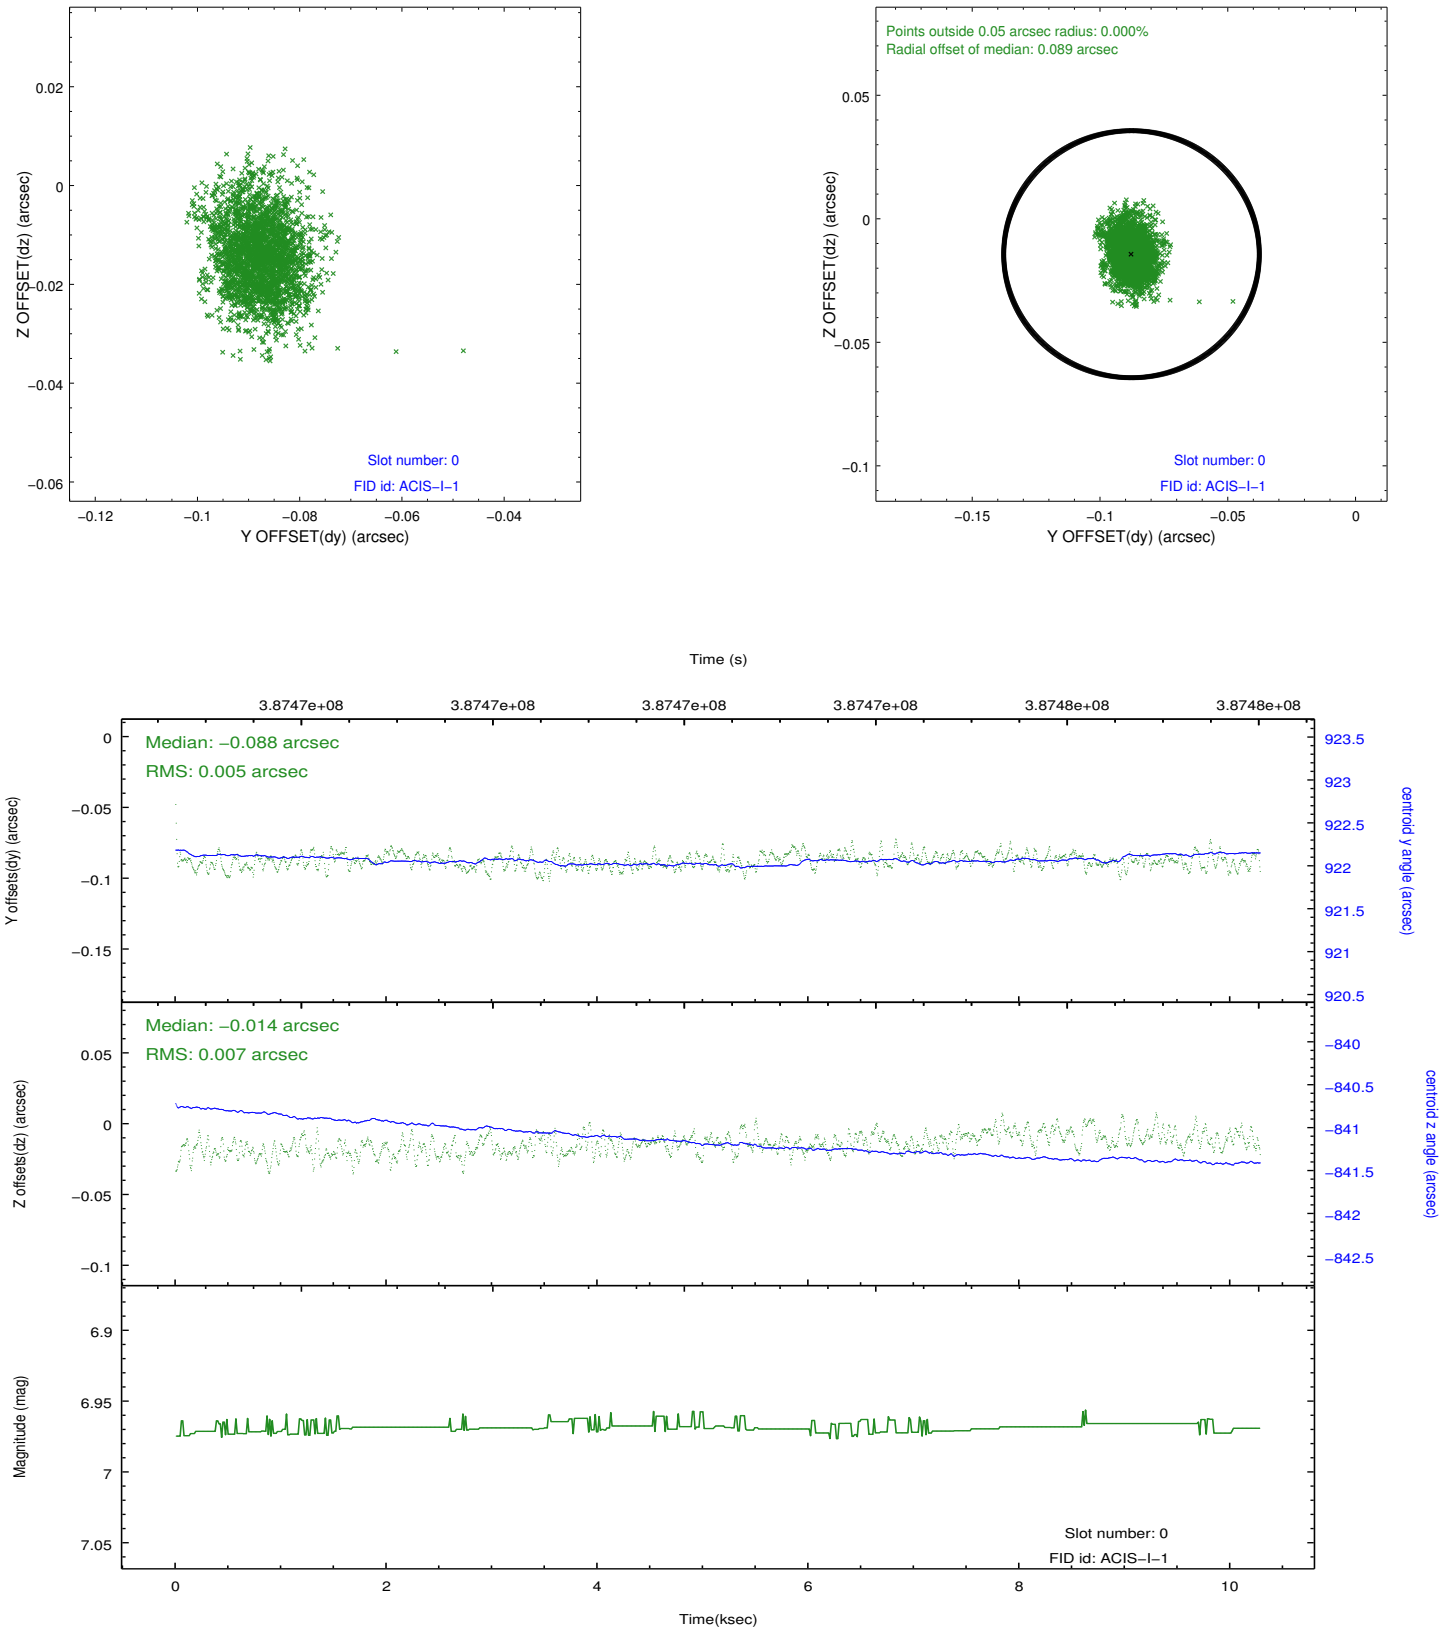 0.02
0
−0.02
−0.04
−0.06
Z OFFSET(dz) (arcsec)
Slot number: 0
FID id: ACIS−I−1
−0.12
−0.1
−0.08
−0.06
−0.04
Y OFFSET(dy) (arcsec)
Points outside 0.05 arcsec radius: 0.000%
Radial offset of median: 0.089 arcsec
0.05
0
−0.05
−0.1
Z OFFSET(dz) (arcsec)
Slot number: 0
FID id: ACIS−I−1
−0.15
−0.1
−0.05
0
Y OFFSET(dy) (arcsec)
Time (s)
3.8747e+08
3.8747e+08
3.8747e+08
3.8747e+08
3.8748e+08
3.8748e+08
Median: −0.088 arcsec
RMS: 0.005 arcsec
0
−0.05
−0.1
−0.15
Y offsets(dy) (arcsec)
923.5
923
922.5
922
921.5
921
920.5
centroid y angle (arcsec)
Median: −0.014 arcsec
RMS: 0.007 arcsec
0.05
0
−0.05
−0.1
Z offsets(dz) (arcsec)
−840
−840.5
−841
−841.5
−842
−842.5
centroid z angle (arcsec)
6.9
6.95
7
7.05
Magnitude (mag)
Slot number: 0
FID id: ACIS−I−1
0
2
4
6
8
10
Time(ksec)